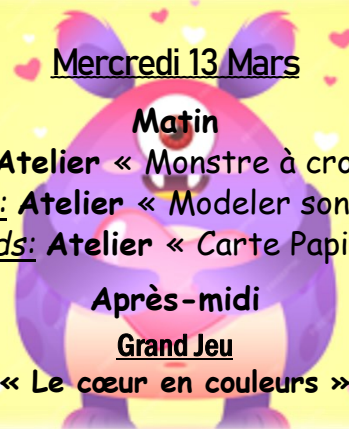 Mercredi 13 Mars
Matin
Atelier « Monstre à cro
: Atelier « Modeler son
ds: Atelier « Carte Papi
Après-midi
Grand Jeu
« Le cœur en couleurs »